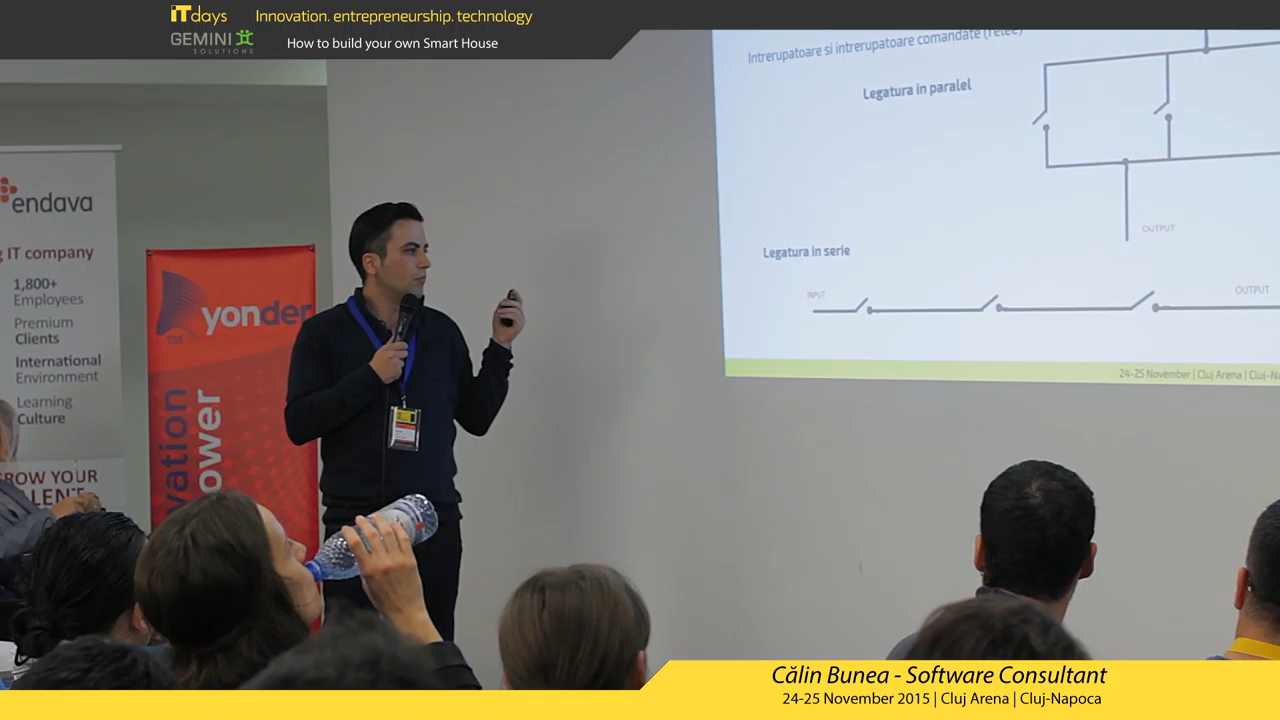 ITdays
Innovation. entrepreneurship. technology
GEMINI
SOLUTIONS
How to build your own Smart House
Intrerupatoare si intrerupatoare comandate (relee)
Legatura in paralel
OUTPUT
Legatura in serie
INPUT
OUTPUT
24-25 November | Cluj Arena | Cluj-Na
endava
IT company
1,800+
Employees
Premium
Clients
International
Environment
Learning
Culture
ROW YOUR
yonder
TSS
vation
ower
Călin Bunea - Software Consultant
24-25 November 2015 | Cluj Arena | Cluj-Napoca